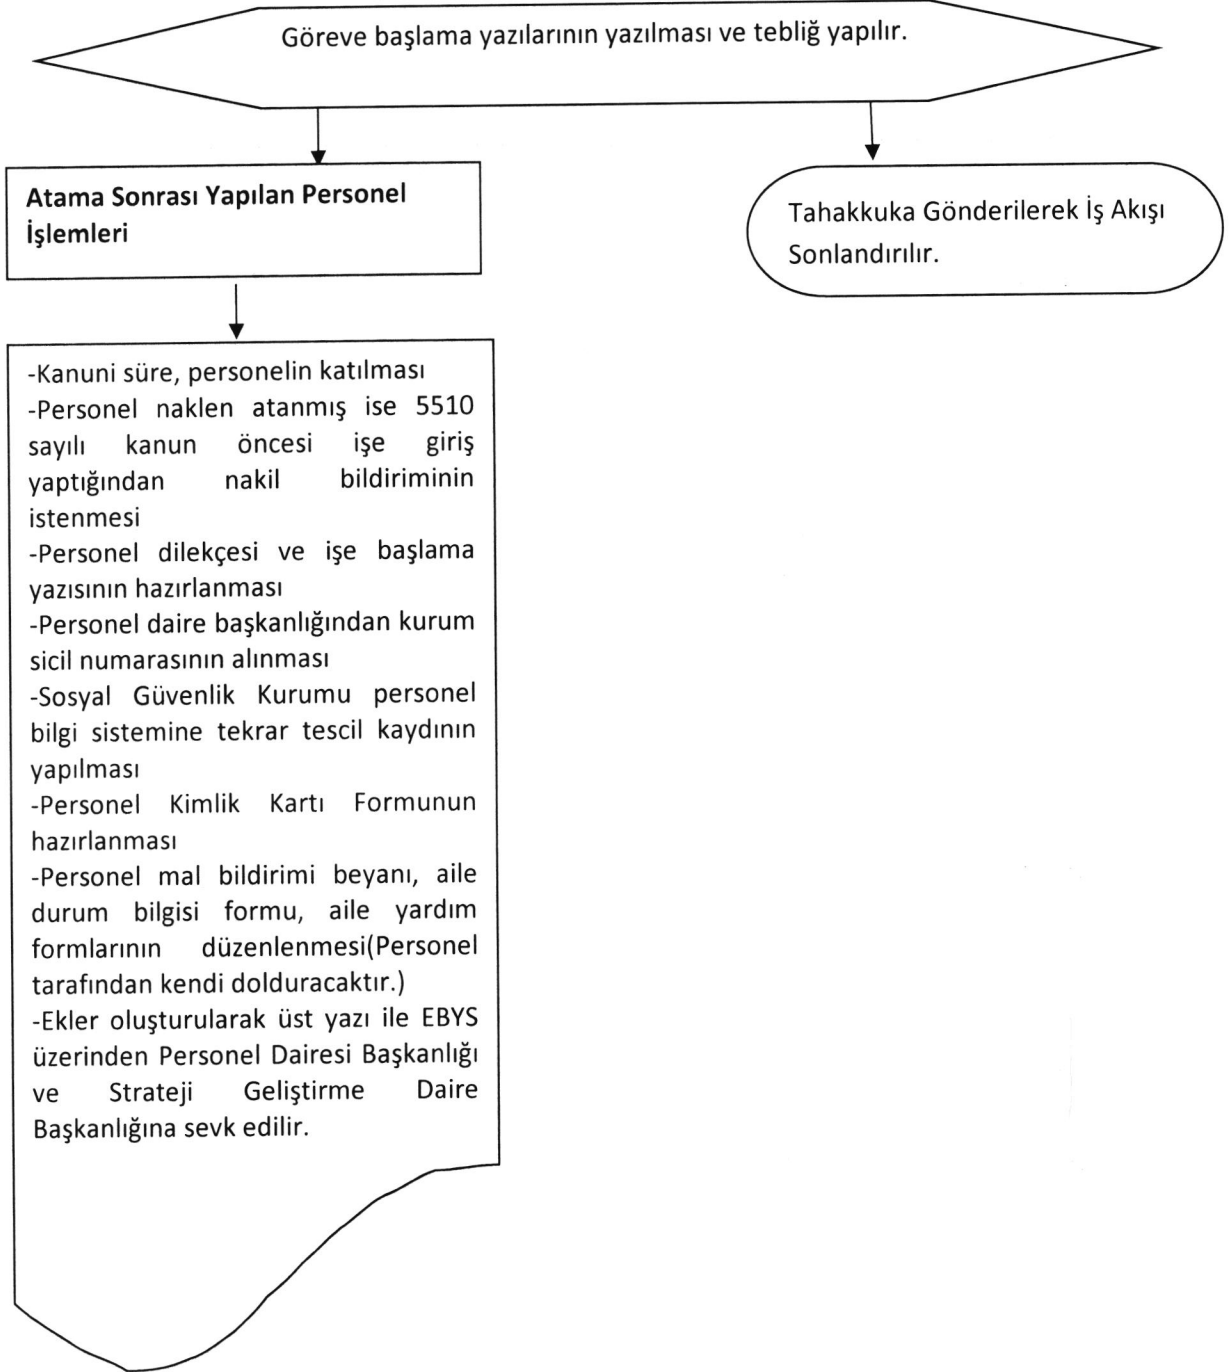 Göreve başlama yazılarının yazılması ve tebliğ yapılır.
Atama Sonrası Yapılan Personel
İşlemleri
Tahakkuka Gönderilerek İş Akışı
Sonlandırılır.
-Kanuni süre, personelin katılması
-Personel naklen atanmış ise 5510
sayılı kanun öncesi işe giriş
yaptığından nakil bildiriminin
istenmesi
-Personel dilekçesi ve işe başlama
yazısının hazırlanması
-Personel daire başkanlığından kurum
sicil numarasının alınması
-Sosyal Güvenlik Kurumu personel
bilgi sistemine tekrar tescil kaydının
yapılması
-Personel Kimlik Kartı Formunun
hazırlanması
-Personel mal bildirimi beyanı, aile
durum bilgisi formu, aile yardım
formlarının düzenlenmesi(Personel
tarafından kendi dolduracaktır.)
-Ekler oluşturularak üst yazı ile EBYS
üzerinden Personel Dairesi Başkanlığı
ve Strateji Geliştirme Daire
Başkanlığına sevk edilir.